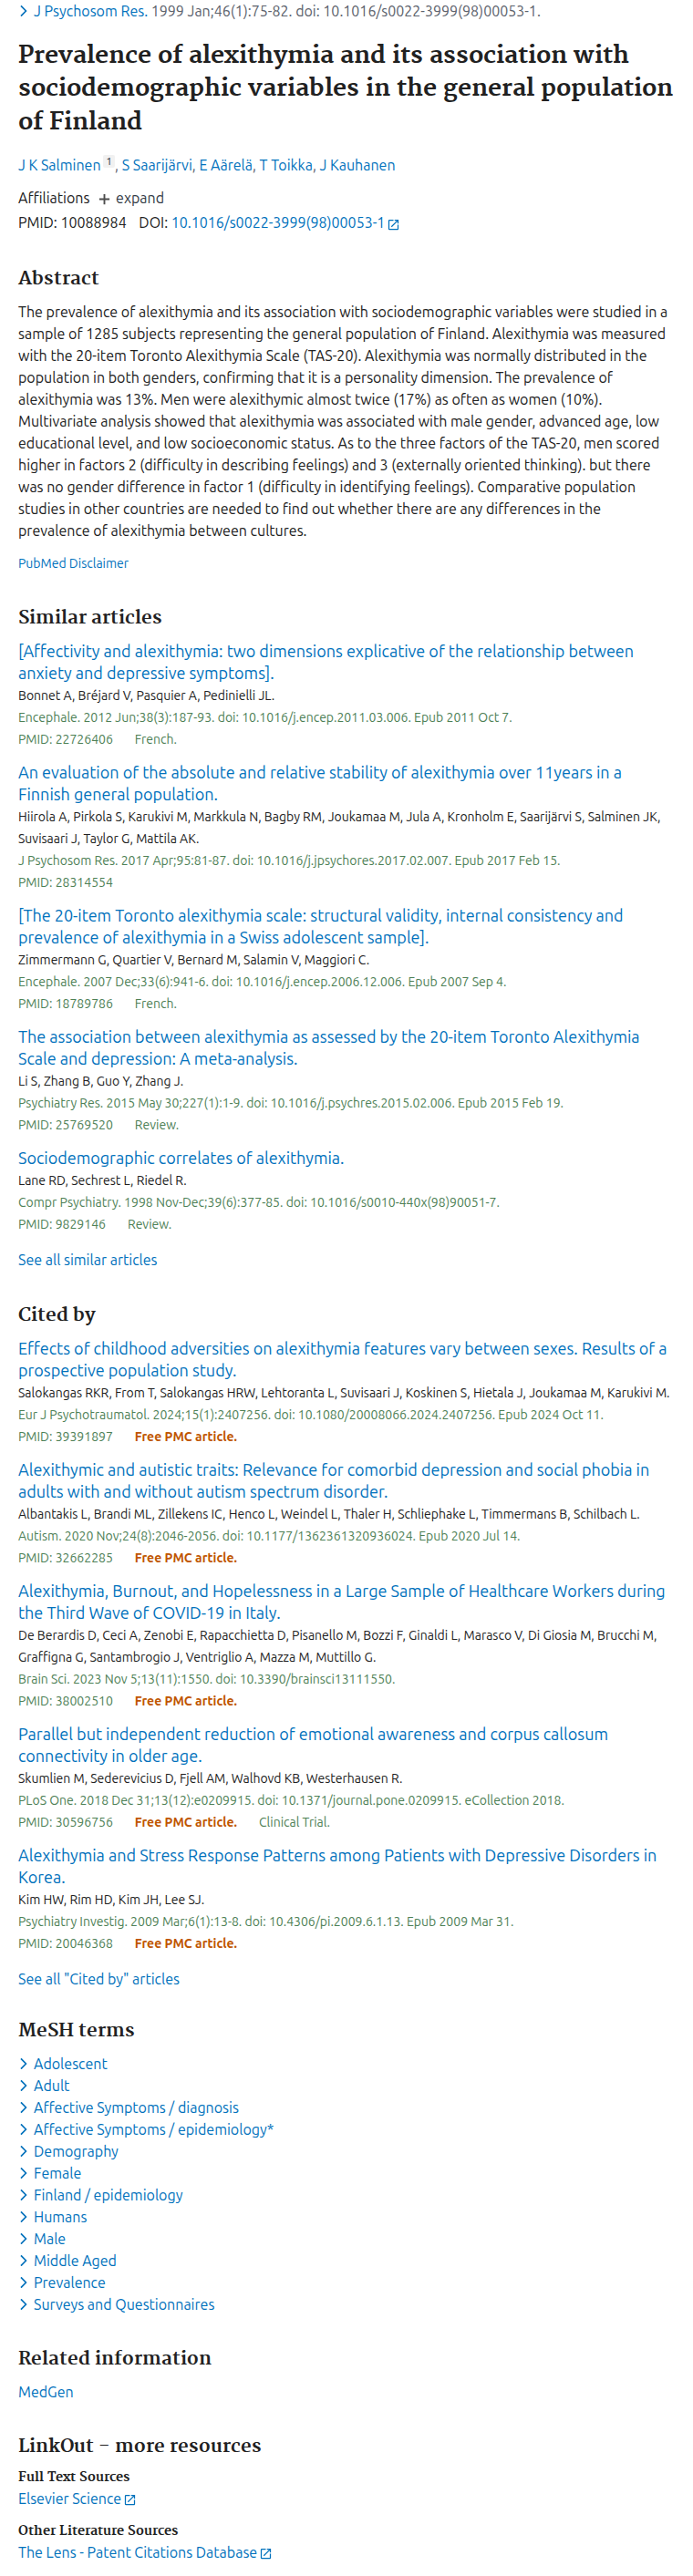 J Psychosom Res. 1999 Jan;46(1):75-82. doi: 10.1016/s0022-3999(98)00053-1.
Prevalence of alexithymia and its association with
sociodemographic variables in the general population
of Finland
J K Salminen 1, S Saarijärvi, E Aärelä, T Toikka, J Kauhanen
Affiliations + expand
PMID: 10088984 DOI: 10.1016/s0022-3999(98)00053-1
Abstract
The prevalence of alexithymia and its association with sociodemographic variables were studied in a
sample of 1285 subjects representing the general population of Finland. Alexithymia was measured
with the 20-item Toronto Alexithymia Scale (TAS-20). Alexithymia was normally distributed in the
population in both genders, confirming that it is a personality dimension. The prevalence of
alexithymia was 13%. Men were alexithymic almost twice (17%) as often as women (10%).
Multivariate analysis showed that alexithymia was associated with male gender, advanced age, low
educational level, and low socioeconomic status. As to the three factors of the TAS-20, men scored
higher in factors 2 (difficulty in describing feelings) and 3 (externally oriented thinking). but there
was no gender difference in factor 1 (difficulty in identifying feelings). Comparative population
studies in other countries are needed to find out whether there are any differences in the
prevalence of alexithymia between cultures.
PubMed Disclaimer
Similar articles
[Affectivity and alexithymia: two dimensions explicative of the relationship between
anxiety and depressive symptoms].
Bonnet A, Bréjard V, Pasquier A, Pedinielli JL.
Encephale. 2012 Jun;38(3):187-93. doi: 10.1016/j.encep.2011.03.006. Epub 2011 Oct 7.
PMID: 22726406 French.
An evaluation of the absolute and relative stability of alexithymia over 11years in a
Finnish general population.
Hiirola A, Pirkola S, Karukivi M, Markkula N, Bagby RM, Joukamaa M, Jula A, Kronholm E, Saarijärvi S, Salminen JK,
Suvisaari J, Taylor G, Mattila AK.
J Psychosom Res. 2017 Apr;95:81-87. doi: 10.1016/j.jpsychores.2017.02.007. Epub 2017 Feb 15.
PMID: 28314554
[The 20-item Toronto alexithymia scale: structural validity, internal consistency and
prevalence of alexithymia in a Swiss adolescent sample].
Zimmermann G, Quartier V, Bernard M, Salamin V, Maggiori C.
Encephale. 2007 Dec;33(6):941-6. doi: 10.1016/j.encep.2006.12.006. Epub 2007 Sep 4.
PMID: 18789786 French.
The association between alexithymia as assessed by the 20-item Toronto Alexithymia
Scale and depression: A meta-analysis.
Li S, Zhang B, Guo Y, Zhang J.
Psychiatry Res. 2015 May 30;227(1):1-9. doi: 10.1016/j.psychres.2015.02.006. Epub 2015 Feb 19.
PMID: 25769520 Review.
Sociodemographic correlates of alexithymia.
Lane RD, Sechrest L, Riedel R.
Compr Psychiatry. 1998 Nov-Dec;39(6):377-85. doi: 10.1016/s0010-440x(98)90051-7.
PMID: 9829146 Review.
See all similar articles
Cited by
Effects of childhood adversities on alexithymia features vary between sexes. Results of a
prospective population study.
Salokangas RKR, From T, Salokangas HRW, Lehtoranta L, Suvisaari J, Koskinen S, Hietala J, Joukamaa M, Karukivi M.
Eur J Psychotraumatol. 2024;15(1):2407256. doi: 10.1080/20008066.2024.2407256. Epub 2024 Oct 11.
PMID: 39391897 Free PMC article.
Alexithymic and autistic traits: Relevance for comorbid depression and social phobia in
adults with and without autism spectrum disorder.
Albantakis L, Brandi ML, Zillekens IC, Henco L, Weindel L, Thaler H, Schliephake L, Timmermans B, Schilbach L.
Autism. 2020 Nov;24(8):2046-2056. doi: 10.1177/1362361320936024. Epub 2020 Jul 14.
PMID: 32662285 Free PMC article.
Alexithymia, Burnout, and Hopelessness in a Large Sample of Healthcare Workers during
the Third Wave of COVID-19 in Italy.
De Berardis D, Ceci A, Zenobi E, Rapacchietta D, Pisanello M, Bozzi F, Ginaldi L, Marasco V, Di Giosia M, Brucchi M,
Graffigna G, Santambrogio J, Ventriglio A, Mazza M, Muttillo G.
Brain Sci. 2023 Nov 5;13(11):1550. doi: 10.3390/brainsci13111550.
PMID: 38002510 Free PMC article.
Parallel but independent reduction of emotional awareness and corpus callosum
connectivity in older age.
Skumlien M, Sederevicius D, Fjell AM, Walhovd KB, Westerhausen R.
PLoS One. 2018 Dec 31;13(12):e0209915. doi: 10.1371/journal.pone.0209915. eCollection 2018.
PMID: 30596756 Free PMC article. Clinical Trial.
Alexithymia and Stress Response Patterns among Patients with Depressive Disorders in
Korea.
Kim HW, Rim HD, Kim JH, Lee SJ.
Psychiatry Investig. 2009 Mar;6(1):13-8. doi: 10.4306/pi.2009.6.1.13. Epub 2009 Mar 31.
PMID: 20046368 Free PMC article.
See all "Cited by" articles
MeSH terms
Adolescent
Adult
Affective Symptoms / diagnosis
Affective Symptoms / epidemiology*
Demography
Female
Finland / epidemiology
Humans
Male
Middle Aged
Prevalence
Surveys and Questionnaires
Related information
MedGen
LinkOut - more resources
Full Text Sources
Elsevier Science
Other Literature Sources
The Lens - Patent Citations Database